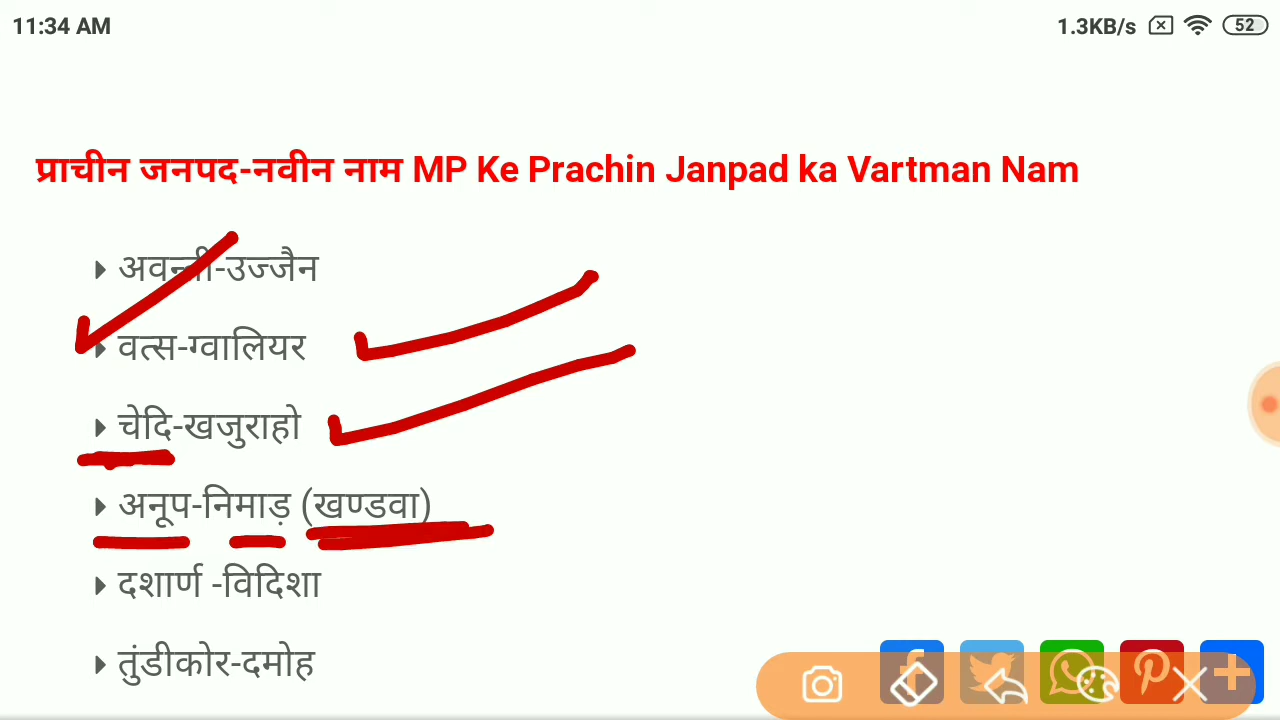 11:34 AM
1.3KB/s
52
प्राचीन जनपद-नवीन नाम MP Ke Prachin Janpad ka Vartman Nam
अवन्ती-उज्जैन
वत्स-ग्वालियर
चेदि-खजुराहो
अनूप-निमाड़ (खण्डवा)
दशार्ण -विदिशा
तुंडीकोर-दमोह